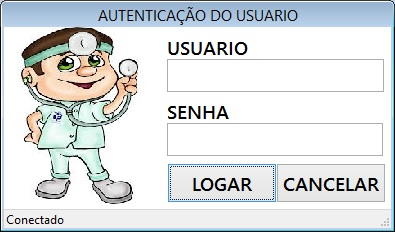 AUTENTICAÇÃO DO USUARIO
USUARIO
SENHA
LOGAR
CANCELAR
Conectado